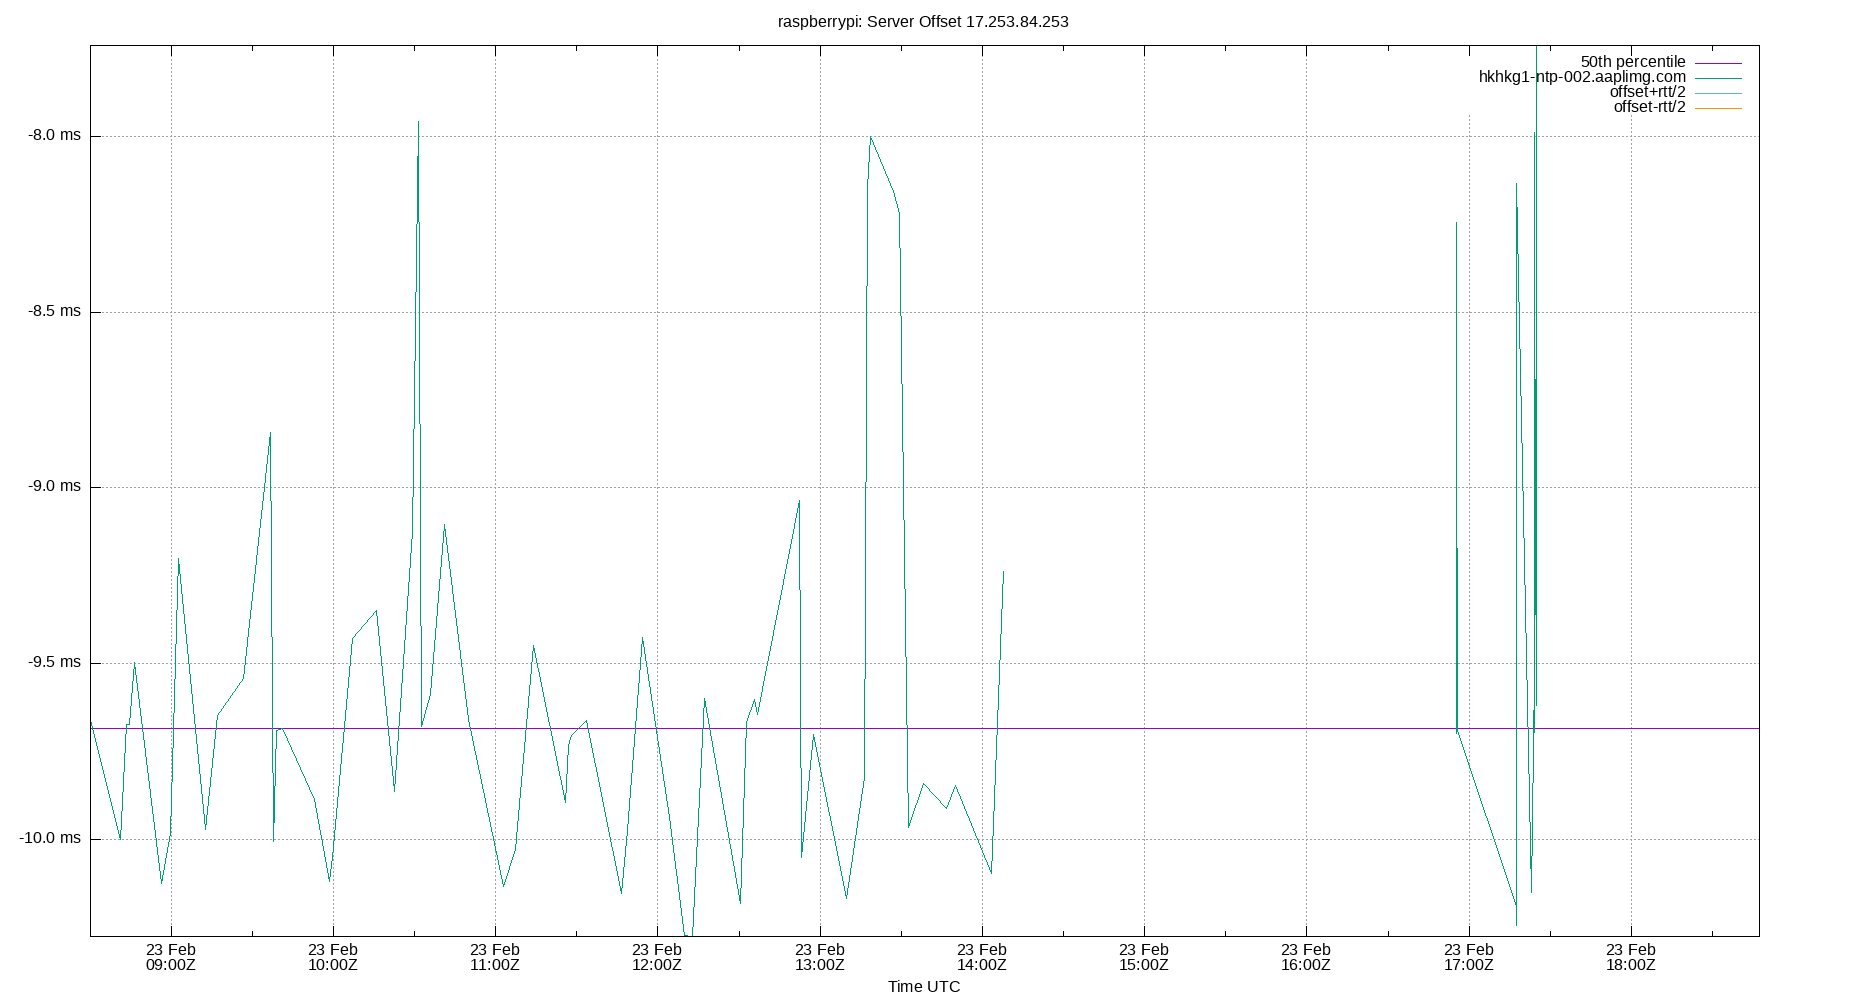 raspberrypi: Server Offset 17.253.84.253
50th percentile
hkhkg1-ntp-002.aaplimg.com
offset+rtt/2
offset-rtt/2
-8.0 ms
-8.5 ms
-9.0 ms
-9.5 ms
-10.0 ms
23 Feb 23 Feb 23 Feb 23 Feb 23 Feb 23 Feb 23 Feb 23 Feb 23 Feb 23 Feb
09:00Z 10:00Z 11:00Z 12:00Z 13:00Z 14:00Z 15:00Z 16:00Z 17:00Z 18:00Z
Time UTC